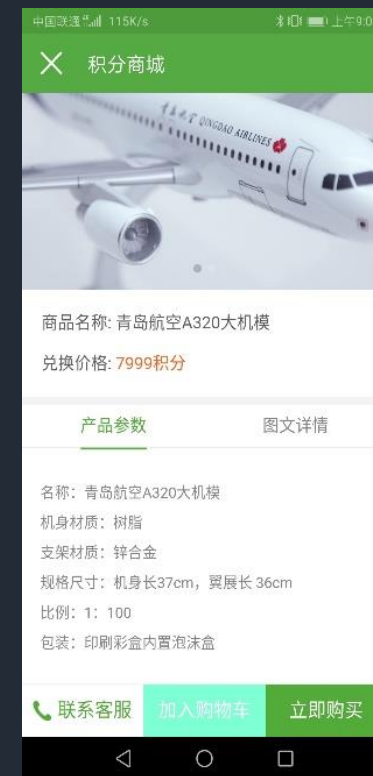 中国联通 115K/s 上午9:0
积分商城
青岛航空 QINGDAO AIRLINES
商品名称: 青岛航空A320大机模
兑换价格: 7999积分
产品参数 图文详情
名称：青岛航空A320大机模
机身材质：树脂
支架材质：锌合金
规格尺寸：机身长37cm，翼展长 36cm
比例：1：100
包装：印刷彩盒内置泡沫盒
联系客服 加入购物车 立即购买